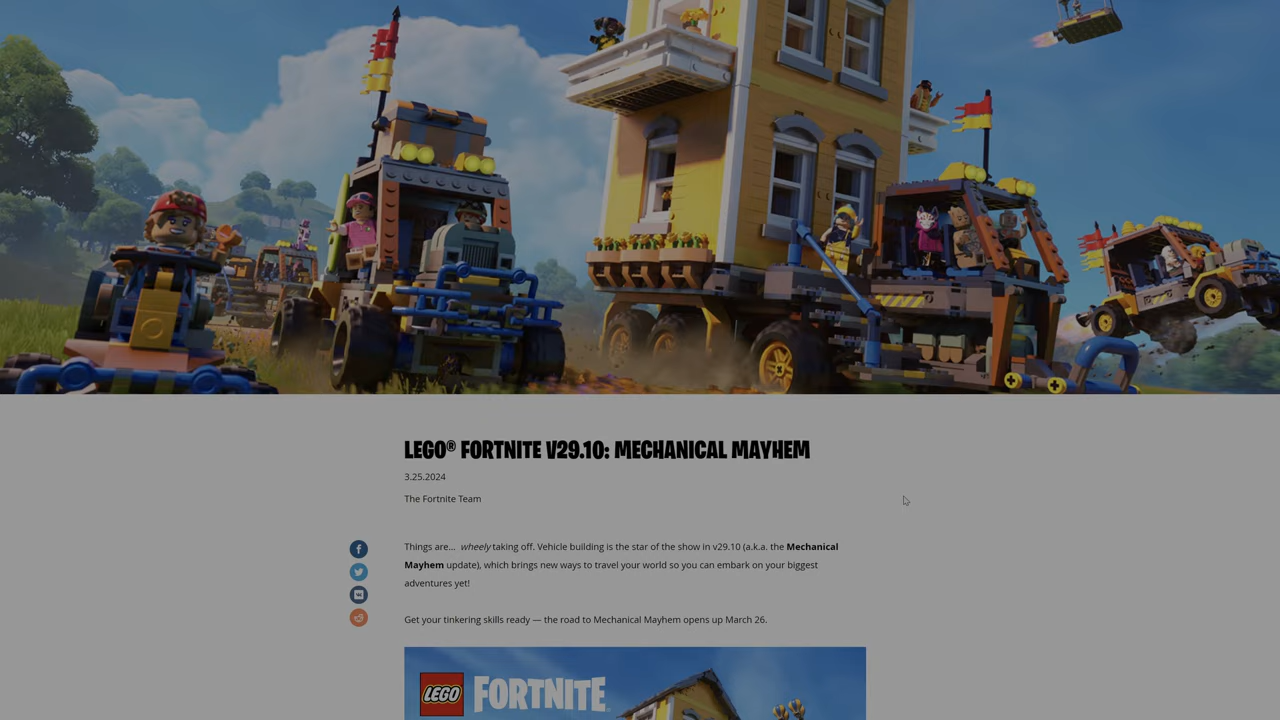 LEGO® FORTNITE V29.10: MECHANICAL MAYHEM
3.25.2024
The Fortnite Team
Things are... wheely taking off. Vehicle building is the star of the show in v29.10 (a.k.a. the Mechanical
Mayhem update), which brings new ways to travel your world so you can embark on your biggest
adventures yet!
Get your tinkering skills ready — the road to Mechanical Mayhem opens up March 26.
LEGO FORTNITE